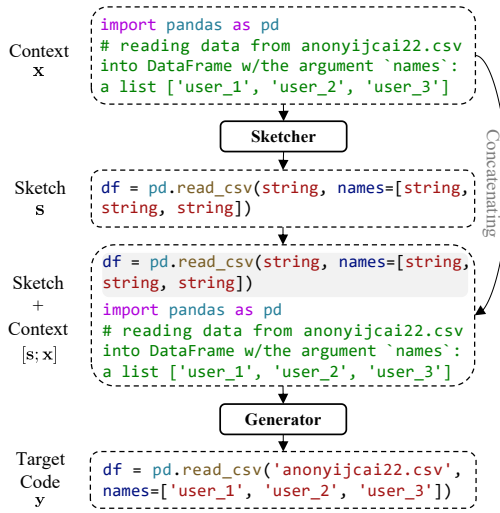 Context
x
import pandas as pd
# reading data from anonyijcai22.csv
into DataFrame w/the argument `names`:
a list ['user_1', 'user_2', 'user_3']
Sketcher
Concatenating
Sketch
s
df = pd.read_csv(string, names=[string,
string, string])
Sketch
+
Context
[s; x]
df = pd.read_csv(string, names=[string,
string, string])
import pandas as pd
# reading data from anonyijcai22.csv
into DataFrame w/the argument `names`:
a list ['user_1', 'user_2', 'user_3']
Generator
Target
Code
y
df = pd.read_csv('anonyijcai22.csv',
names=['user_1', 'user_2', 'user_3'])